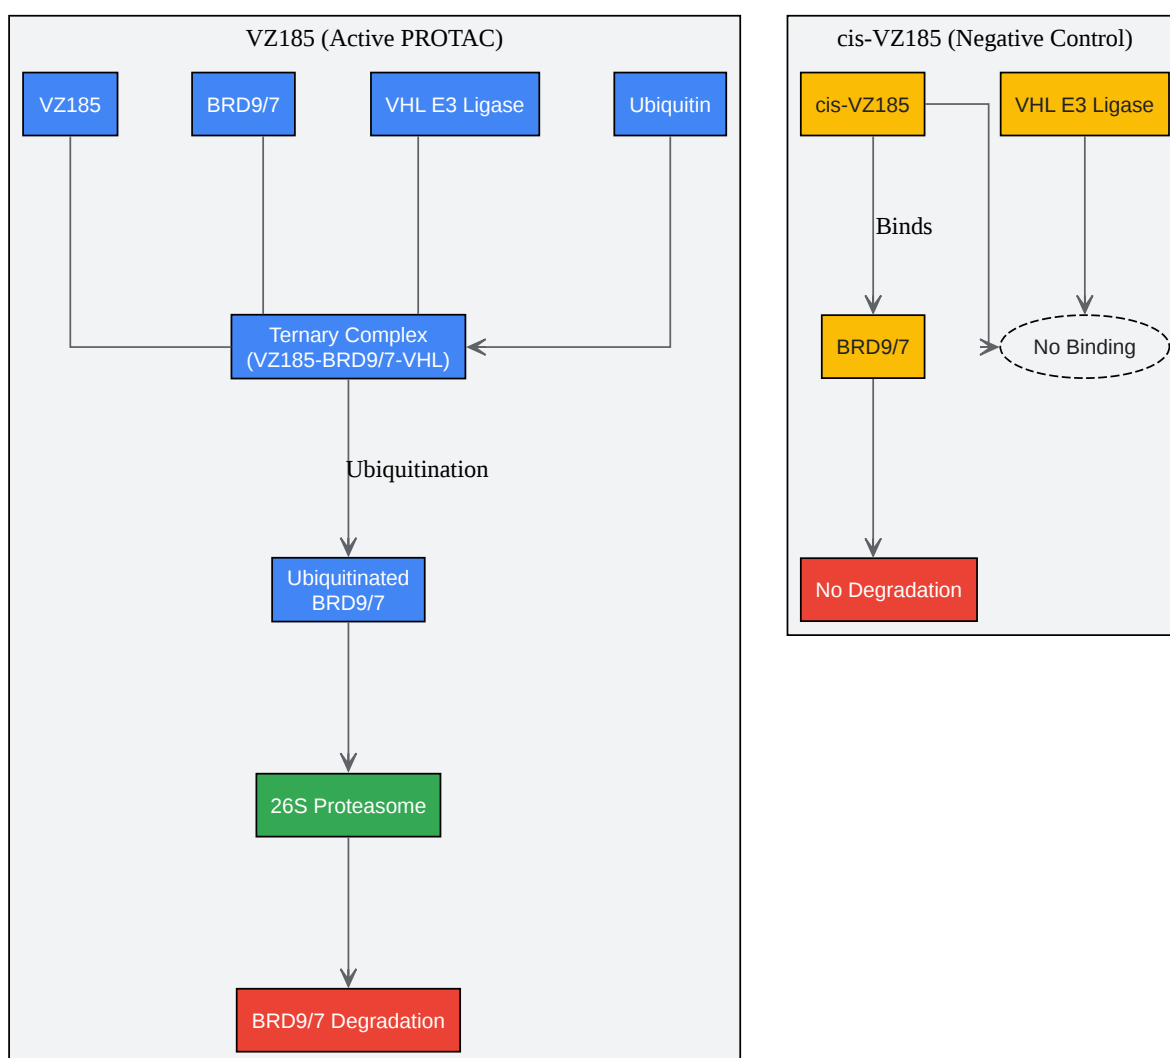 VZ185 (Active PROTAC)
VZ185
BRD9/7
VHL E3 Ligase
Ubiquitin
Ternary Complex
(VZ185-BRD9/7-VHL)
Ubiquitination
Ubiquitinated
BRD9/7
26S Proteasome
BRD9/7 Degradation
cis-VZ185 (Negative Control)
cis-VZ185
VHL E3 Ligase
Binds
BRD9/7
No Binding
No Degradation